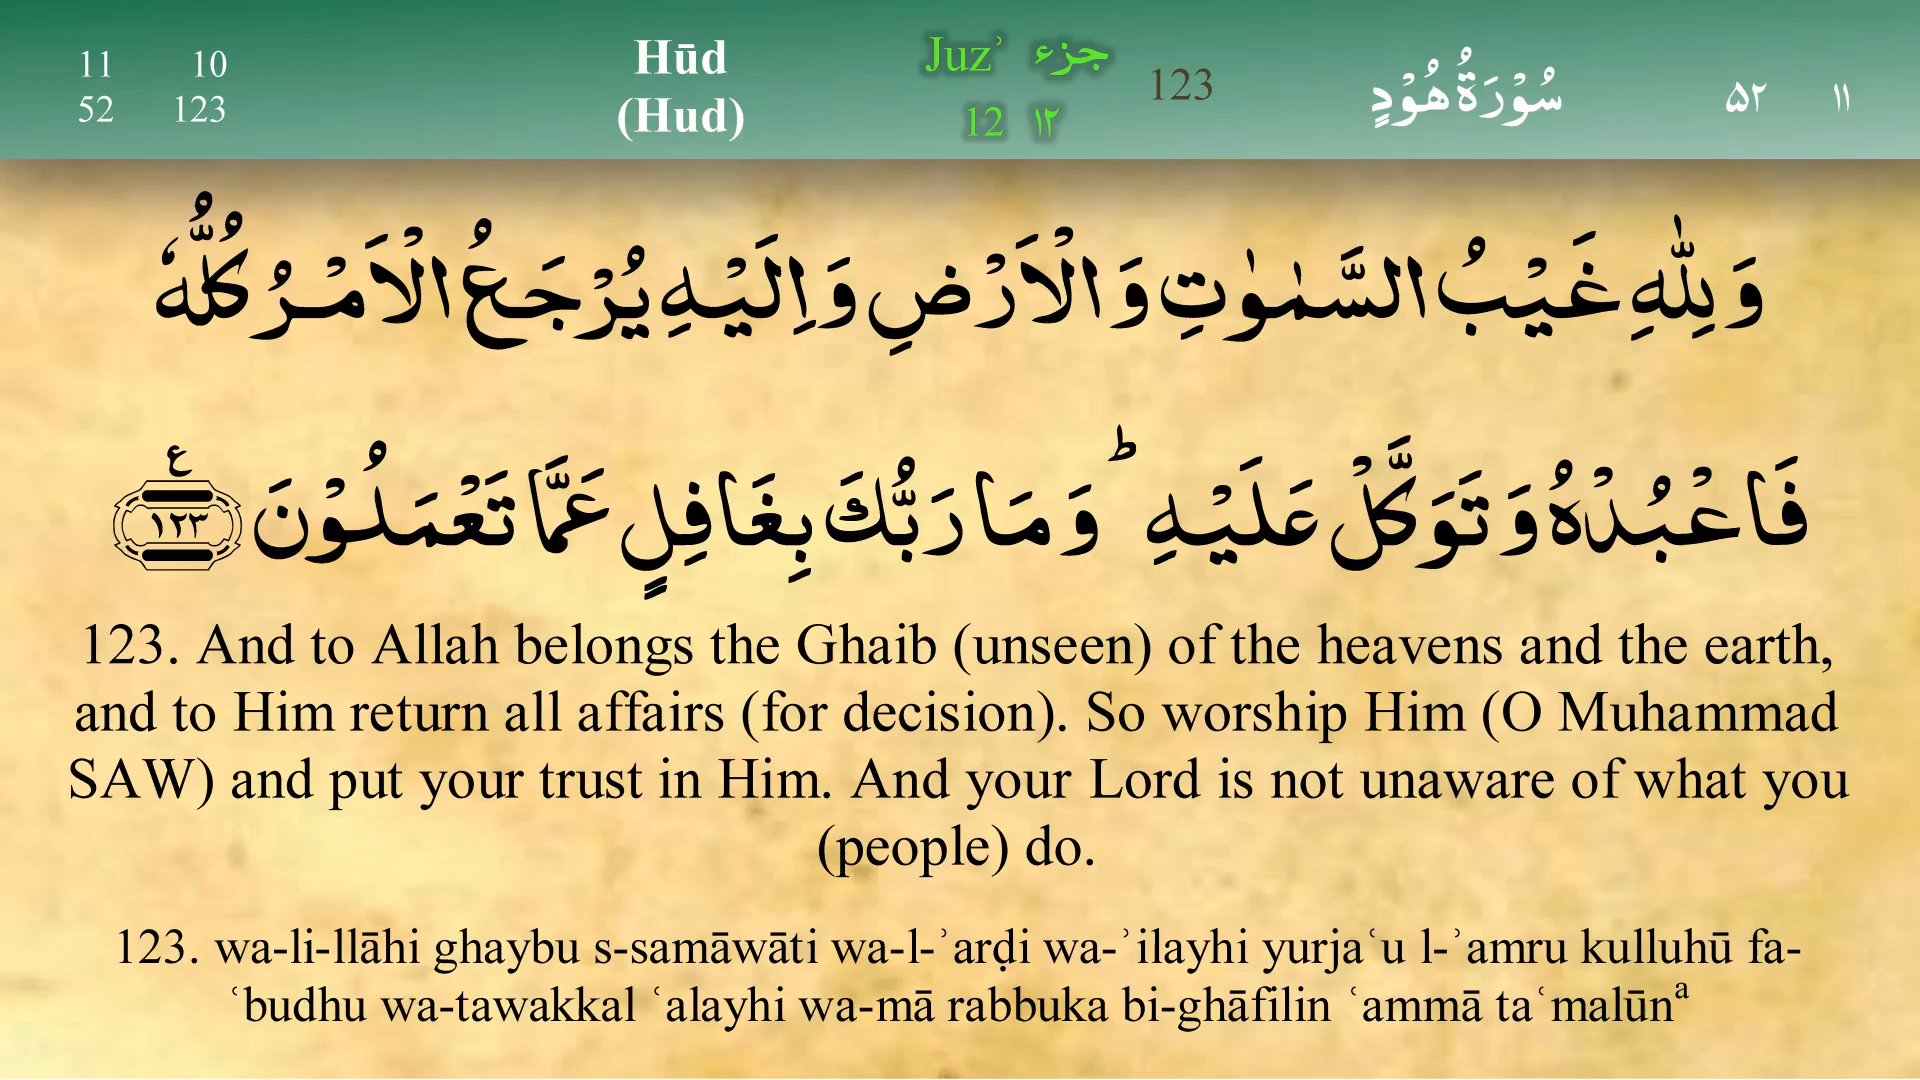 11 10
52 123
Hūd
(Hud)
Juzʾ جزء
12 ١٢
123
سُوْرَةُ هُوْدٍ
۵۲ ١١
وَلِلّٰهِ غَيْبُ السَّمٰوٰتِ وَالْاَرْضِ وَاِلَيْهِ يُرْجَعُ الْاَمْرُ كُلُّهٗ
فَاعْبُدْهُ وَتَوَكَّلْ عَلَيْهِ ؕ وَمَا رَبُّكَ بِغَافِلٍ عَمَّا تَعْمَلُوْنَ ع ١٢٣
123. And to Allah belongs the Ghaib (unseen) of the heavens and the earth,
and to Him return all affairs (for decision). So worship Him (O Muhammad
SAW) and put your trust in Him. And your Lord is not unaware of what you
(people) do.
123. wa-li-llāhi ghaybu s-samāwāti wa-l-ʾarḍi wa-ʾilayhi yurjaʿu l-ʾamru kulluhū fa-
ʿbudhu wa-tawakkal ʿalayhi wa-mā rabbuka bi-ghāfilin ʿammā taʿmalūnᵃ